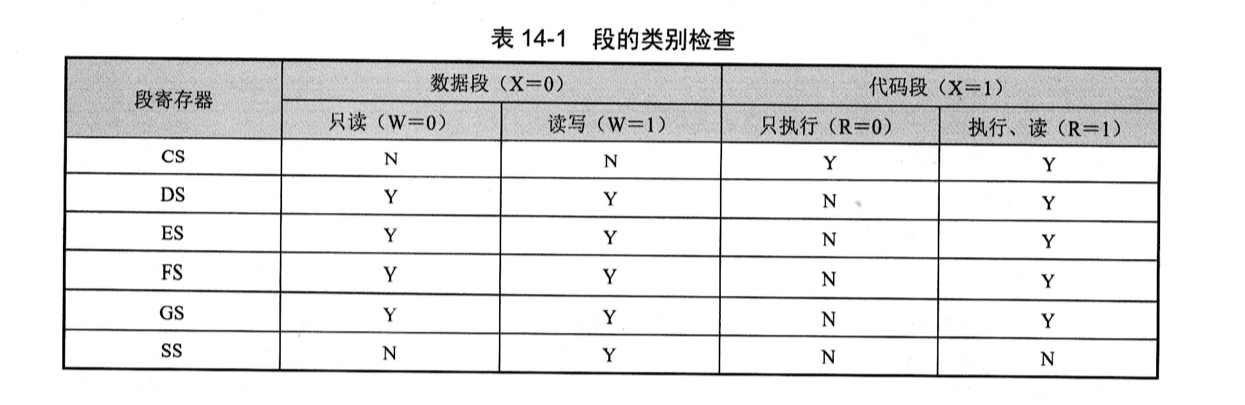 表 14-1 段的类别检查
段寄存器 数据段（X＝0） 代码段（X＝1）
只读（W＝0） 读写（W＝1） 只执行（R＝0） 执行、读（R＝1）
CS N N Y Y
DS Y Y N Y
ES Y Y N Y
FS Y Y N Y
GS Y Y N Y
SS N Y N N